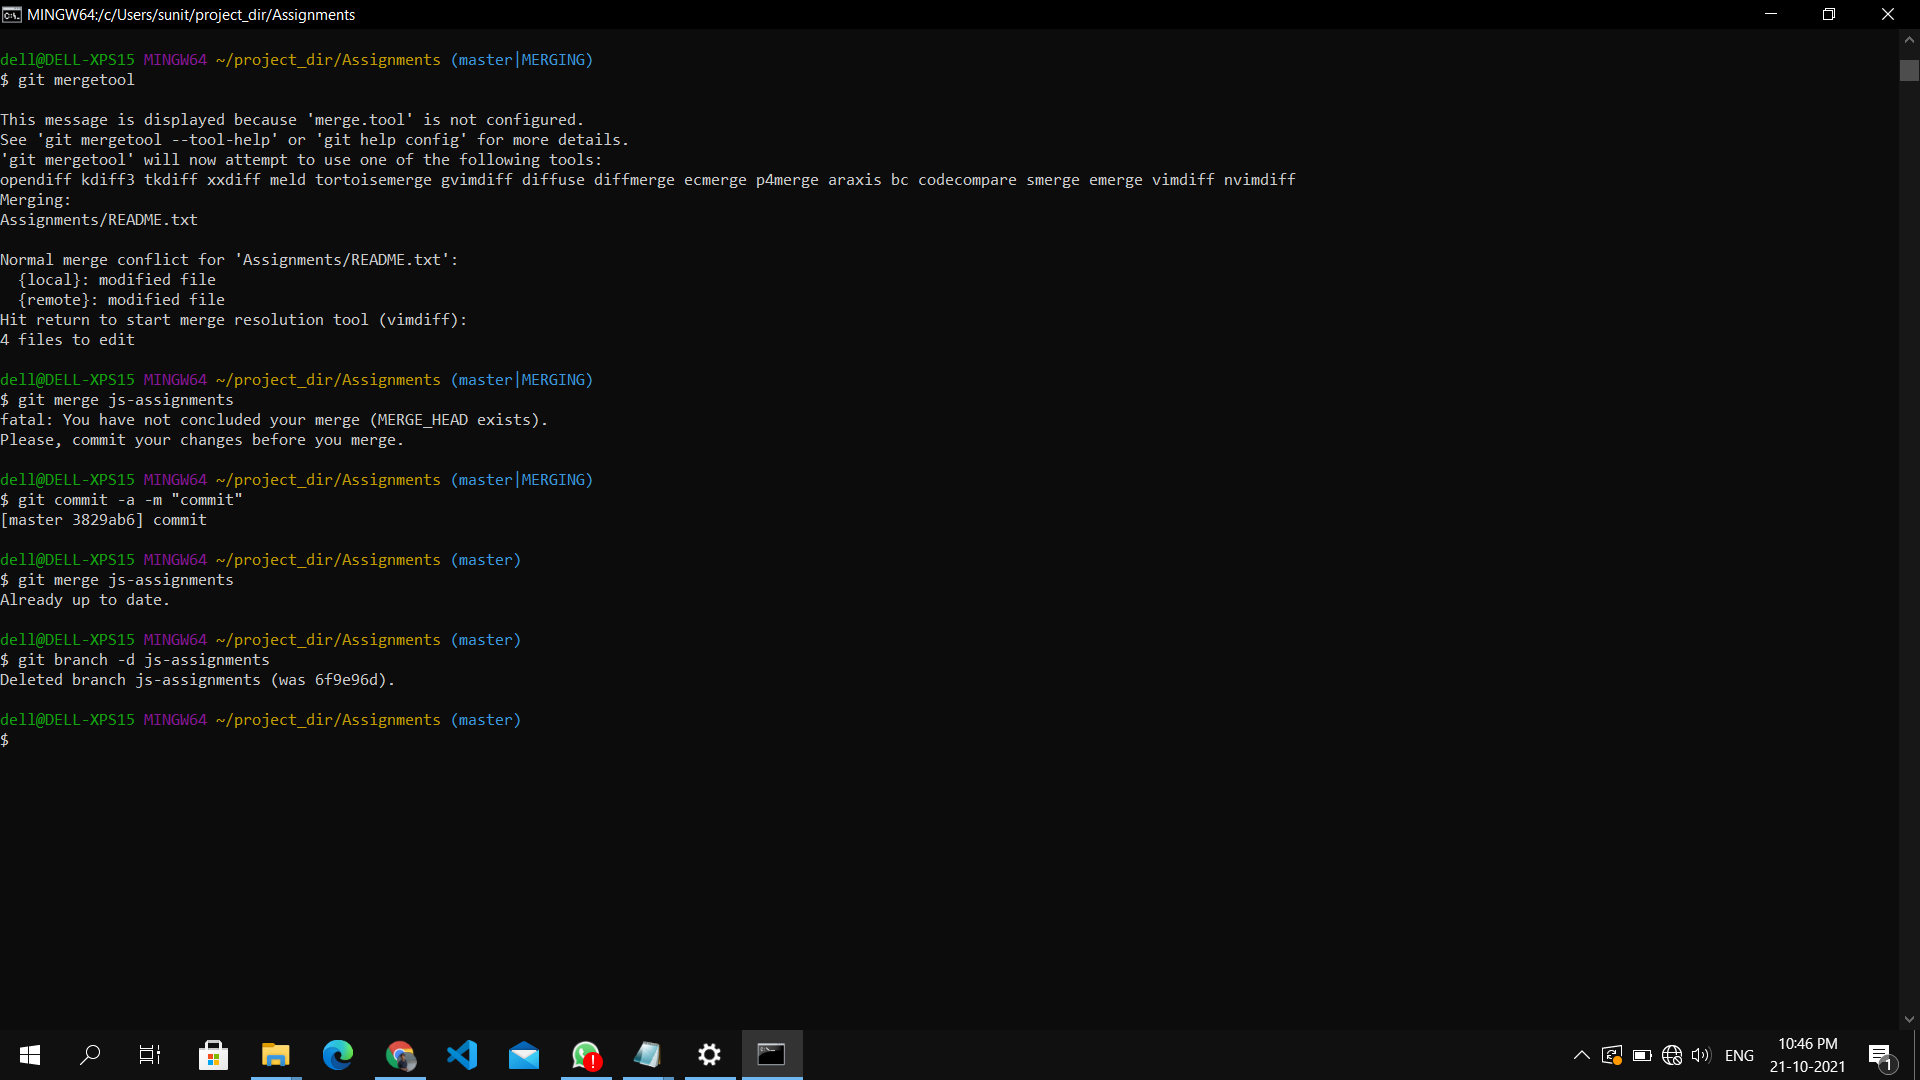 MINGW64:/c/Users/sunit/project_dir/Assignments
dell@DELL-XPS15 MINGW64 ~/project_dir/Assignments (master|MERGING)
$ git mergetool
This message is displayed because 'merge.tool' is not configured.
See 'git mergetool --tool-help' or 'git help config' for more details.
'git mergetool' will now attempt to use one of the following tools:
opendiff kdiff3 tkdiff xxdiff meld tortoisemerge gvimdiff diffuse diffmerge ecmerge p4merge araxis bc codecompare smerge emerge vimdiff nvimdiff
Merging:
Assignments/README.txt
Normal merge conflict for 'Assignments/README.txt':
  {local}: modified file
  {remote}: modified file
Hit return to start merge resolution tool (vimdiff):
4 files to edit
dell@DELL-XPS15 MINGW64 ~/project_dir/Assignments (master|MERGING)
$ git merge js-assignments
fatal: You have not concluded your merge (MERGE_HEAD exists).
Please, commit your changes before you merge.
dell@DELL-XPS15 MINGW64 ~/project_dir/Assignments (master|MERGING)
$ git commit -a -m "commit"
[master 3829ab6] commit
dell@DELL-XPS15 MINGW64 ~/project_dir/Assignments (master)
$ git merge js-assignments
Already up to date.
dell@DELL-XPS15 MINGW64 ~/project_dir/Assignments (master)
$ git branch -d js-assignments
Deleted branch js-assignments (was 6f9e96d).
dell@DELL-XPS15 MINGW64 ~/project_dir/Assignments (master)
$
ENG
10:46 PM
21-10-2021
1